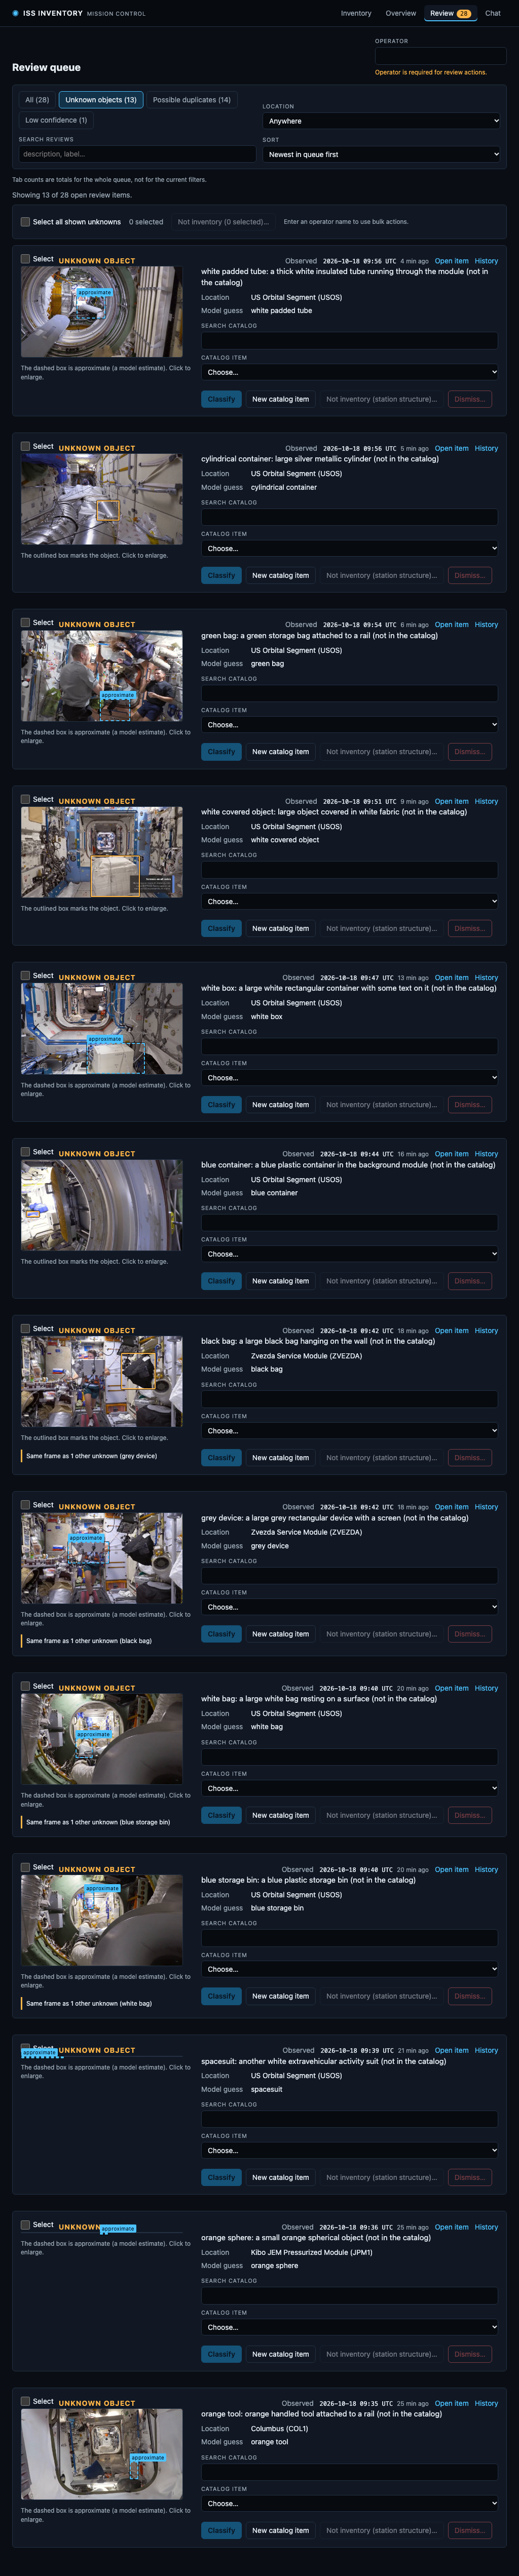 ISS INVENTORY MISSION CONTROL
Inventory Overview Review 28 Chat
Review queue
OPERATOR
Operator is required for review actions.
All (28) Unknown objects (13) Possible duplicates (14)
Low confidence (1)
LOCATION
Anywhere
SEARCH REVIEWS
description, label...
SORT
Newest in queue first
Tab counts are totals for the whole queue, not for the current filters.
Showing 13 of 28 open review items.
Select all shown unknowns 0 selected Not inventory (0 selected)... Enter an operator name to use bulk actions.
Select UNKNOWN OBJECT
approximate
The dashed box is approximate (a model estimate). Click to
enlarge.
Observed 2026-10-18 09:56 UTC 4 min ago Open item History
white padded tube: a thick white insulated tube running through the module (not in
the catalog)
Location US Orbital Segment (USOS)
Model guess white padded tube
SEARCH CATALOG
CATALOG ITEM
Choose...
Classify New catalog item Not inventory (station structure)... Dismiss...
Select UNKNOWN OBJECT
The outlined box marks the object. Click to enlarge.
Observed 2026-10-18 09:56 UTC 5 min ago Open item History
cylindrical container: large silver metallic cylinder (not in the catalog)
Location US Orbital Segment (USOS)
Model guess cylindrical container
SEARCH CATALOG
CATALOG ITEM
Choose...
Classify New catalog item Not inventory (station structure)... Dismiss...
Select UNKNOWN OBJECT
approximate
The dashed box is approximate (a model estimate). Click to
enlarge.
Observed 2026-10-18 09:54 UTC 6 min ago Open item History
green bag: a green storage bag attached to a rail (not in the catalog)
Location US Orbital Segment (USOS)
Model guess green bag
SEARCH CATALOG
CATALOG ITEM
Choose...
Classify New catalog item Not inventory (station structure)... Dismiss...
Select UNKNOWN OBJECT
The outlined box marks the object. Click to enlarge.
Observed 2026-10-18 09:51 UTC 9 min ago Open item History
white covered object: large object covered in white fabric (not in the catalog)
Location US Orbital Segment (USOS)
Model guess white covered object
SEARCH CATALOG
CATALOG ITEM
Choose...
Classify New catalog item Not inventory (station structure)... Dismiss...
Select UNKNOWN OBJECT
approximate
The dashed box is approximate (a model estimate). Click to
enlarge.
Observed 2026-10-18 09:47 UTC 13 min ago Open item History
white box: a large white rectangular container with some text on it (not in the catalog)
Location US Orbital Segment (USOS)
Model guess white box
SEARCH CATALOG
CATALOG ITEM
Choose...
Classify New catalog item Not inventory (station structure)... Dismiss...
Select UNKNOWN OBJECT
The outlined box marks the object. Click to enlarge.
Observed 2026-10-18 09:44 UTC 16 min ago Open item History
blue container: a blue plastic container in the background module (not in the catalog)
Location US Orbital Segment (USOS)
Model guess blue container
SEARCH CATALOG
CATALOG ITEM
Choose...
Classify New catalog item Not inventory (station structure)... Dismiss...
Select UNKNOWN OBJECT
The outlined box marks the object. Click to enlarge.
Same frame as 1 other unknown (grey device)
Observed 2026-10-18 09:42 UTC 18 min ago Open item History
black bag: a large black bag hanging on the wall (not in the catalog)
Location Zvezda Service Module (ZVEZDA)
Model guess black bag
SEARCH CATALOG
CATALOG ITEM
Choose...
Classify New catalog item Not inventory (station structure)... Dismiss...
Select UNKNOWN OBJECT
approximate
The dashed box is approximate (a model estimate). Click to
enlarge.
Same frame as 1 other unknown (black bag)
Observed 2026-10-18 09:42 UTC 18 min ago Open item History
grey device: a large grey rectangular device with a screen (not in the catalog)
Location Zvezda Service Module (ZVEZDA)
Model guess grey device
SEARCH CATALOG
CATALOG ITEM
Choose...
Classify New catalog item Not inventory (station structure)... Dismiss...
Select UNKNOWN OBJECT
approximate
The dashed box is approximate (a model estimate). Click to
enlarge.
Same frame as 1 other unknown (blue storage bin)
Observed 2026-10-18 09:40 UTC 20 min ago Open item History
white bag: a large white bag resting on a surface (not in the catalog)
Location US Orbital Segment (USOS)
Model guess white bag
SEARCH CATALOG
CATALOG ITEM
Choose...
Classify New catalog item Not inventory (station structure)... Dismiss...
Select UNKNOWN OBJECT
approximate
The dashed box is approximate (a model estimate). Click to
enlarge.
Same frame as 1 other unknown (white bag)
Observed 2026-10-18 09:40 UTC 20 min ago Open item History
blue storage bin: a blue plastic storage bin (not in the catalog)
Location US Orbital Segment (USOS)
Model guess blue storage bin
SEARCH CATALOG
CATALOG ITEM
Choose...
Classify New catalog item Not inventory (station structure)... Dismiss...
Select UNKNOWN OBJECT
approximate
The dashed box is approximate (a model estimate). Click to
enlarge.
Observed 2026-10-18 09:39 UTC 21 min ago Open item History
spacesuit: another white extravehicular activity suit (not in the catalog)
Location US Orbital Segment (USOS)
Model guess spacesuit
SEARCH CATALOG
CATALOG ITEM
Choose...
Classify New catalog item Not inventory (station structure)... Dismiss...
Select UNKNOWN
approximate
The dashed box is approximate (a model estimate). Click to
enlarge.
Observed 2026-10-18 09:36 UTC 25 min ago Open item History
orange sphere: a small orange spherical object (not in the catalog)
Location Kibo JEM Pressurized Module (JPM1)
Model guess orange sphere
SEARCH CATALOG
CATALOG ITEM
Choose...
Classify New catalog item Not inventory (station structure)... Dismiss...
Select UNKNOWN OBJECT
approximate
The dashed box is approximate (a model estimate). Click to
enlarge.
Observed 2026-10-18 09:35 UTC 25 min ago Open item History
orange tool: orange handled tool attached to a rail (not in the catalog)
Location Columbus (COL1)
Model guess orange tool
SEARCH CATALOG
CATALOG ITEM
Choose...
Classify New catalog item Not inventory (station structure)... Dismiss...